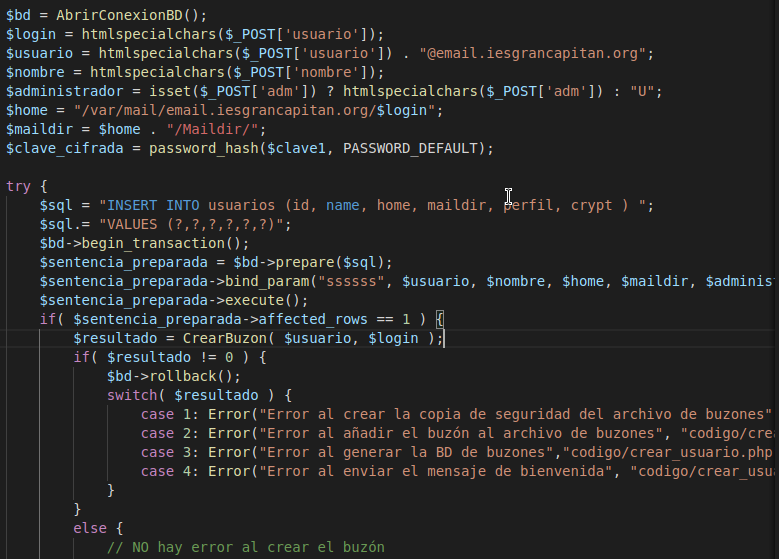 $bd = AbrirConexionBD();
$login = htmlspecialchars($_POST['usuario']);
$usuario = htmlspecialchars($_POST['usuario']) . "@email.iesgrancapitan.org";
$nombre = htmlspecialchars($_POST['nombre']);
$administrador = isset($_POST['adm']) ? htmlspecialchars($_POST['adm']) : "U";
$home = "/var/mail/email.iesgrancapitan.org/$login";
$maildir = $home . "/Maildir/";
$clave_cifrada = password_hash($clave1, PASSWORD_DEFAULT);
try {
$sql = "INSERT INTO usuarios (id, name, home, maildir, perfil, crypt ) ";
$sql.= "VALUES (?,?,?,?,?,?)";
$bd->begin_transaction();
$sentencia_preparada = $bd->prepare($sql);
$sentencia_preparada->bind_param("ssssss", $usuario, $nombre, $home, $maildir, $adminis
$sentencia_preparada->execute();
if( $sentencia_preparada->affected_rows == 1 ) {
$resultado = CrearBuzon( $usuario, $login );
if( $resultado != 0 ) {
$bd->rollback();
switch( $resultado ) {
case 1: Error("Error al crear la copia de seguridad del archivo de buzones"
case 2: Error("Error al añadir el buzón al archivo de buzones", "codigo/crea
case 3: Error("Error al generar la BD de buzones","codigo/crear_usuario.php
case 4: Error("Error al enviar el mensaje de bienvenida", "codigo/crear_usua
}
}
else {
// NO hay error al crear el buzón